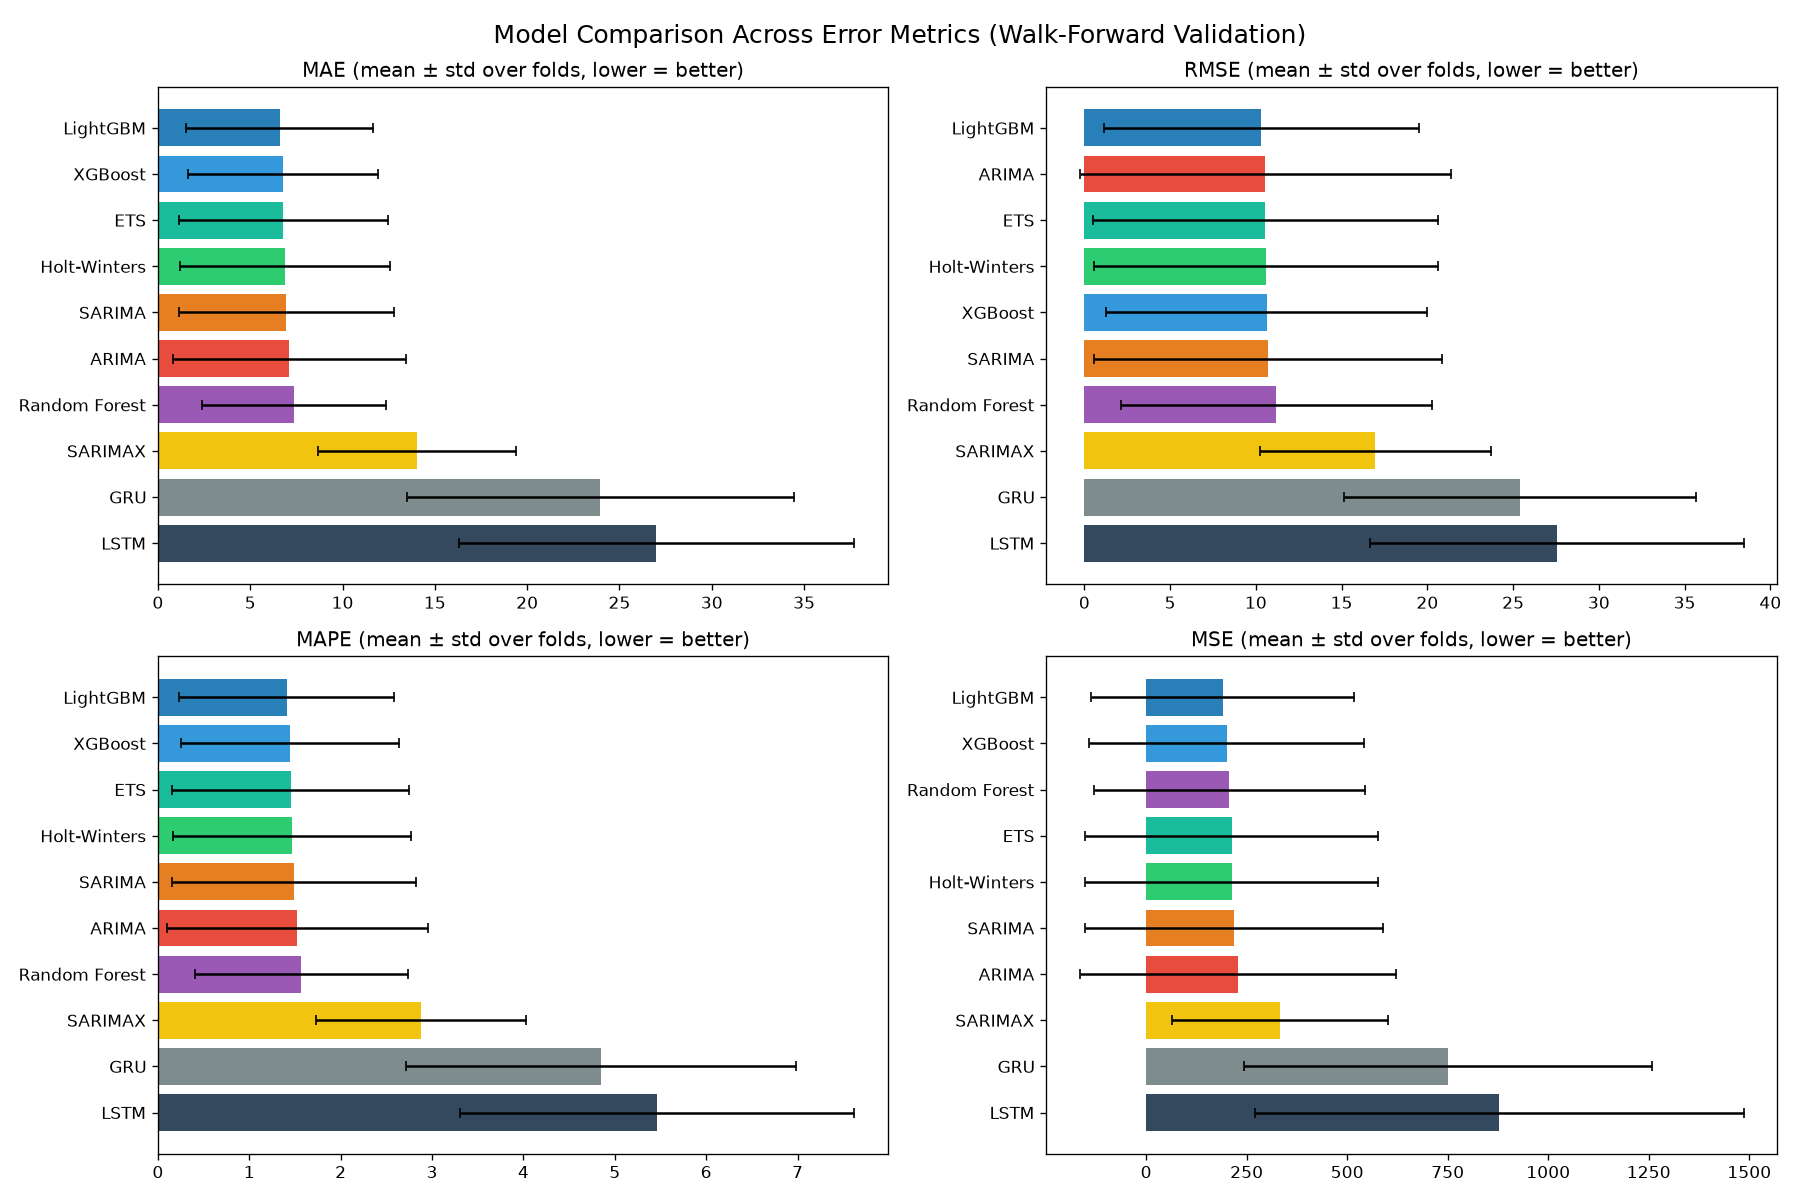 Model Comparison Across Error Metrics (Walk-Forward Validation)
MAE (mean ± std over folds, lower = better)
LightGBM
XGBoost
ETS
Holt-Winters
SARIMA
ARIMA
Random Forest
SARIMAX
GRU
LSTM
0 5 10 15 20 25 30 35
RMSE (mean ± std over folds, lower = better)
LightGBM
ARIMA
ETS
Holt-Winters
XGBoost
SARIMA
Random Forest
SARIMAX
GRU
LSTM
0 5 10 15 20 25 30 35 40
MAPE (mean ± std over folds, lower = better)
LightGBM
XGBoost
ETS
Holt-Winters
SARIMA
ARIMA
Random Forest
SARIMAX
GRU
LSTM
0 1 2 3 4 5 6 7
MSE (mean ± std over folds, lower = better)
LightGBM
XGBoost
Random Forest
ETS
Holt-Winters
SARIMA
ARIMA
SARIMAX
GRU
LSTM
0 250 500 750 1000 1250 1500